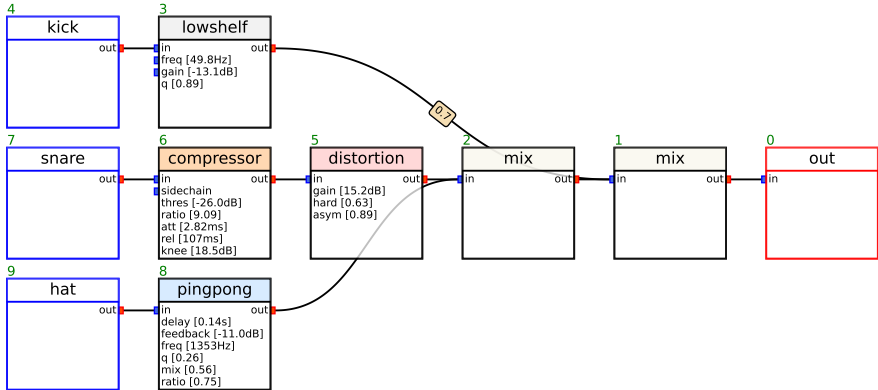 4
kick
out
3
lowshelf
in out
freq [49.8Hz]
gain [-13.1dB]
q [0.89]
0.7
7
snare
out
6
compressor
in out
sidechain
thres [-26.0dB]
ratio [9.09]
att [2.82ms]
rel [107ms]
knee [18.5dB]
5
distortion
in out
gain [15.2dB]
hard [0.63]
asym [0.89]
2
mix
in out
1
mix
in out
0
out
in
9
hat
out
8
pingpong
in out
delay [0.14s]
feedback [-11.0dB]
freq [1353Hz]
q [0.26]
mix [0.56]
ratio [0.75]